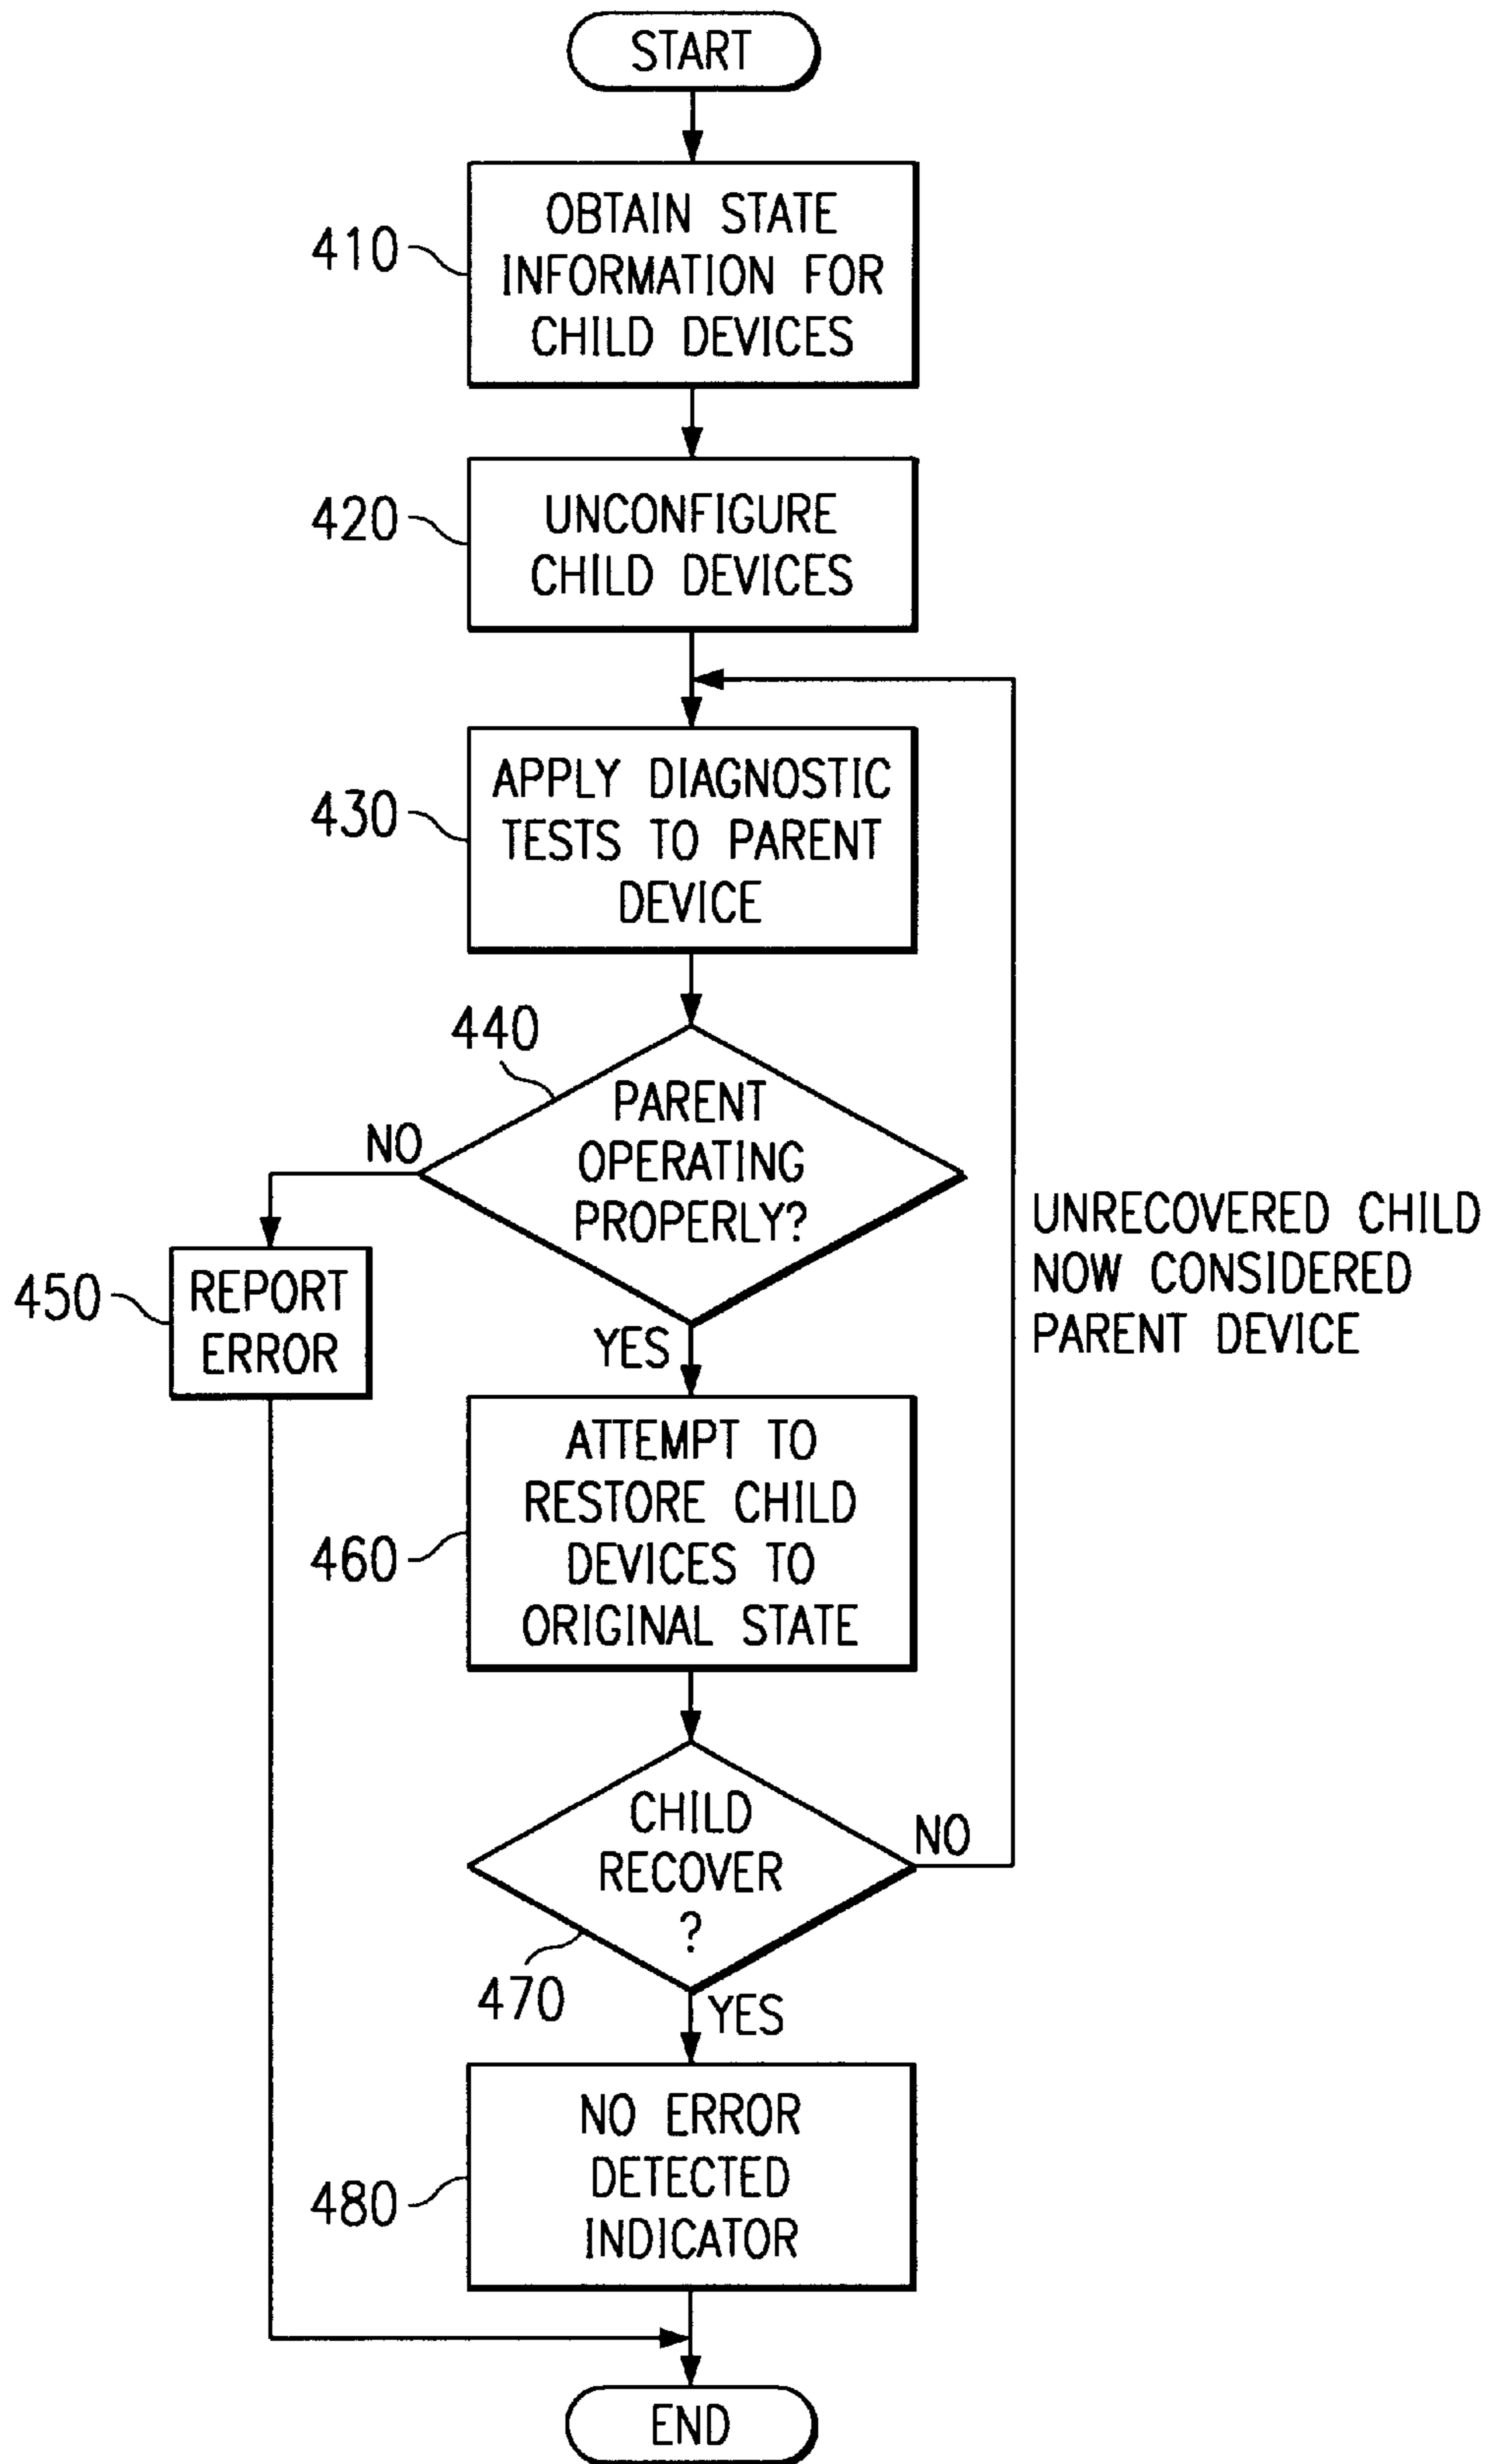 START
410
OBTAIN STATE
INFORMATION FOR
CHILD DEVICES
420
UNCONFIGURE
CHILD DEVICES
430
APPLY DIAGNOSTIC
TESTS TO PARENT
DEVICE
440
PARENT
OPERATING
PROPERLY?
NO
YES
450
REPORT
ERROR
UNRECOVERED CHILD
NOW CONSIDERED
PARENT DEVICE
460
ATTEMPT TO
RESTORE CHILD
DEVICES TO
ORIGINAL STATE
CHILD
RECOVER
?
NO
470
YES
480
NO ERROR
DETECTED
INDICATOR
END